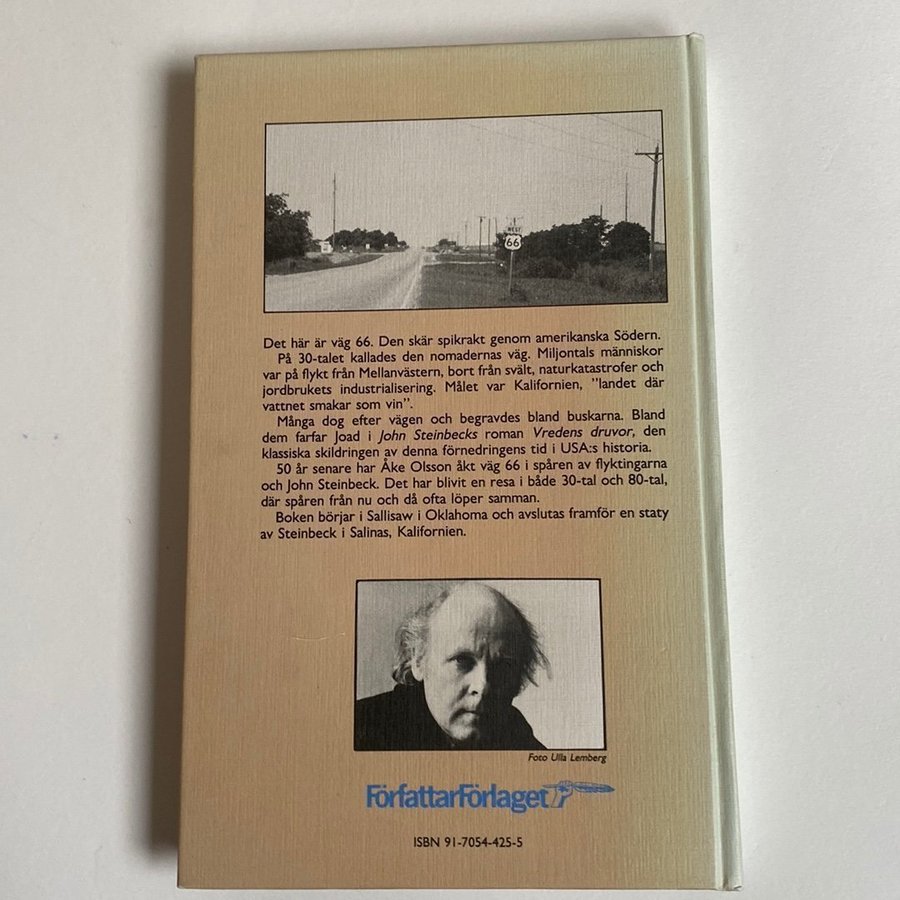 WEST
66
Det här är väg 66. Den skär spikrakt genom amerikanska Södern.
På 30-talet kallades den nomadernas väg. Miljontals människor
var på flykt från Mellanvästern, bort från svält, naturkatastrofer och
jordbrukets industrialisering. Målet var Kalifornien, ”landet där
vattnet smakar som vin”.
Många dog efter vägen och begravdes bland buskarna. Bland
dem farfar Joad i John Steinbecks roman Vredens druvor, den
klassiska skildringen av denna förnedringens tid i USA:s historia.
50 år senare har Åke Olsson åkt väg 66 i spåren av flyktingarna
och John Steinbeck. Det har blivit en resa i både 30-tal och 80-tal,
där spåren från nu och då ofta löper samman.
Boken börjar i Sallisaw i Oklahoma och avslutas framför en staty
av Steinbeck i Salinas, Kalifornien.
Foto Ulla Lemberg
FörfattarFörlaget
ISBN 91-7054-425-5